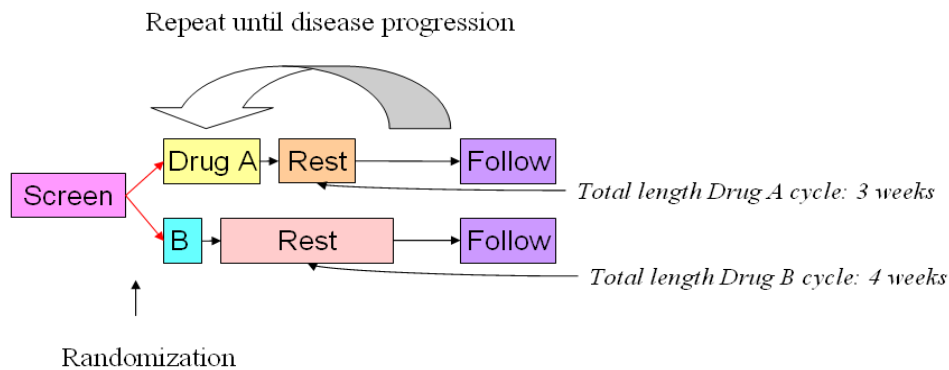 Repeat until disease progression
Drug A
Rest
Follow
Screen
Total length Drug A cycle: 3 weeks
B
Rest
Follow
Total length Drug B cycle: 4 weeks
Randomization